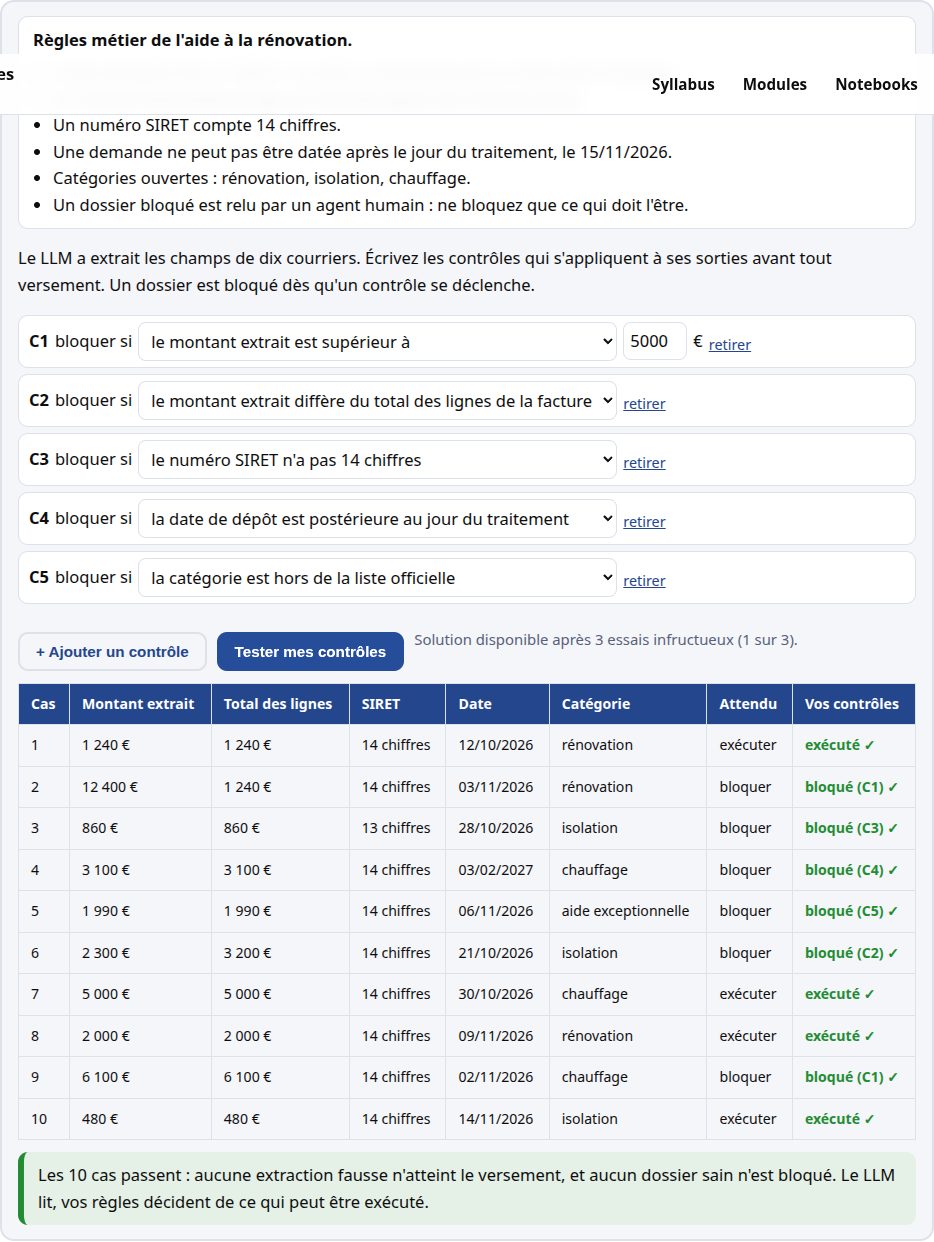 Règles métier de l'aide à la rénovation.
es
Syllabus Modules Notebooks
Un numéro SIRET compte 14 chiffres.
Une demande ne peut pas être datée après le jour du traitement, le 15/11/2026.
Catégories ouvertes : rénovation, isolation, chauffage.
Un dossier bloqué est relu par un agent humain : ne bloquez que ce qui doit l'être.
Le LLM a extrait les champs de dix courriers. Écrivez les contrôles qui s'appliquent à ses sorties avant tout
versement. Un dossier est bloqué dès qu'un contrôle se déclenche.
C1 bloquer si le montant extrait est supérieur à 5000 € retirer
C2 bloquer si le montant extrait diffère du total des lignes de la facture retirer
C3 bloquer si le numéro SIRET n'a pas 14 chiffres retirer
C4 bloquer si la date de dépôt est postérieure au jour du traitement retirer
C5 bloquer si la catégorie est hors de la liste officielle retirer
+ Ajouter un contrôle Tester mes contrôles Solution disponible après 3 essais infructueux (1 sur 3).
Cas Montant extrait Total des lignes SIRET Date Catégorie Attendu Vos contrôles
1 1 240 € 1 240 € 14 chiffres 12/10/2026 rénovation exécuter exécuté ✓
2 12 400 € 1 240 € 14 chiffres 03/11/2026 rénovation bloquer bloqué (C1) ✓
3 860 € 860 € 13 chiffres 28/10/2026 isolation bloquer bloqué (C3) ✓
4 3 100 € 3 100 € 14 chiffres 03/02/2027 chauffage bloquer bloqué (C4) ✓
5 1 990 € 1 990 € 14 chiffres 06/11/2026 aide exceptionnelle bloquer bloqué (C5) ✓
6 2 300 € 3 200 € 14 chiffres 21/10/2026 isolation bloquer bloqué (C2) ✓
7 5 000 € 5 000 € 14 chiffres 30/10/2026 chauffage exécuter exécuté ✓
8 2 000 € 2 000 € 14 chiffres 09/11/2026 rénovation exécuter exécuté ✓
9 6 100 € 6 100 € 14 chiffres 02/11/2026 chauffage bloquer bloqué (C1) ✓
10 480 € 480 € 14 chiffres 14/11/2026 isolation exécuter exécuté ✓
Les 10 cas passent : aucune extraction fausse n'atteint le versement, et aucun dossier sain n'est bloqué. Le LLM
lit, vos règles décident de ce qui peut être exécuté.